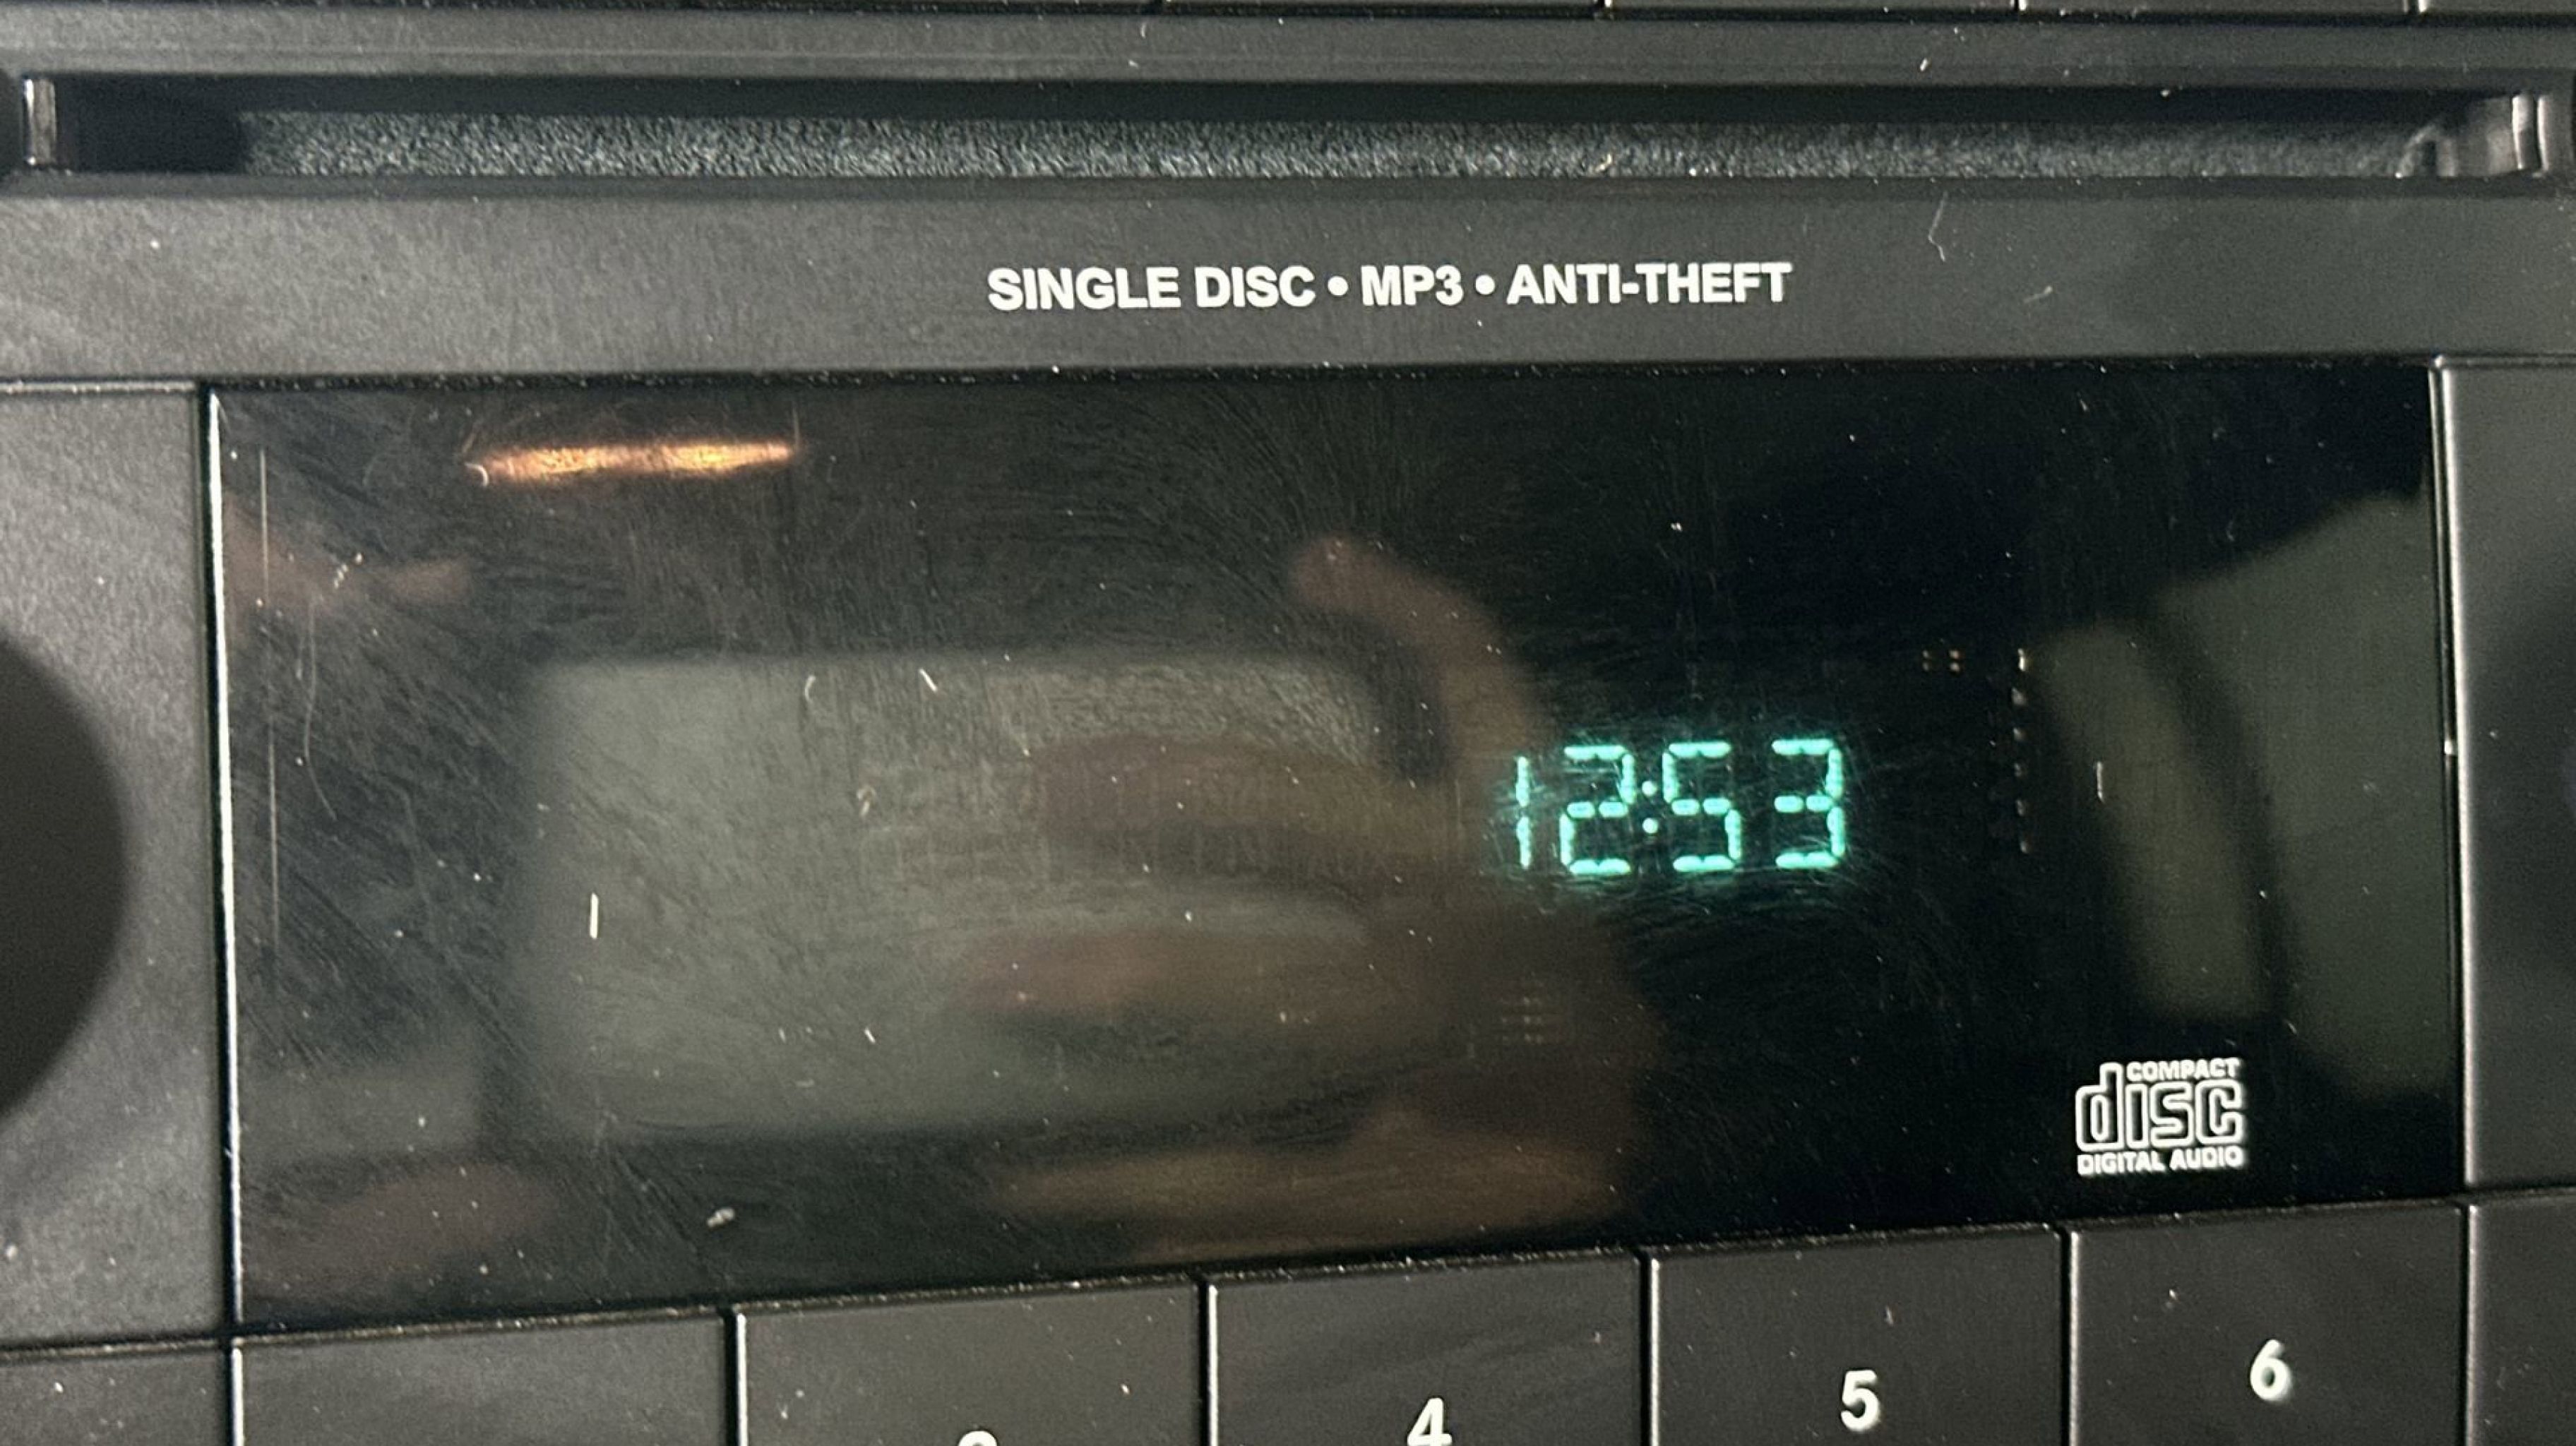 SINGLE DISC • MP3 • ANTI-THEFT
12:53
COMPACT
disc
DIGITAL AUDIO
4 5 6